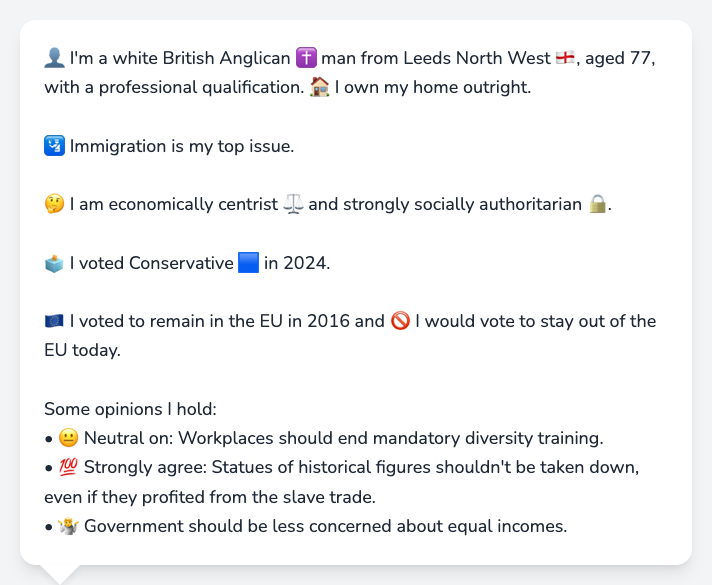 👤 I'm a white British Anglican ✝️ man from Leeds North West 🏴󠁧󠁢󠁥󠁮󠁧󠁿, aged 77,
with a professional qualification. 🏠 I own my home outright.
🛂 Immigration is my top issue.
🤔 I am economically centrist ⚖️ and strongly socially authoritarian 🔒.
🗳️ I voted Conservative 🟦 in 2024.
🇪🇺 I voted to remain in the EU in 2016 and 🚫 I would vote to stay out of the
EU today.
Some opinions I hold:
• 😐 Neutral on: Workplaces should end mandatory diversity training.
• 💯 Strongly agree: Statues of historical figures shouldn't be taken down,
even if they profited from the slave trade.
• 🤷 Government should be less concerned about equal incomes.